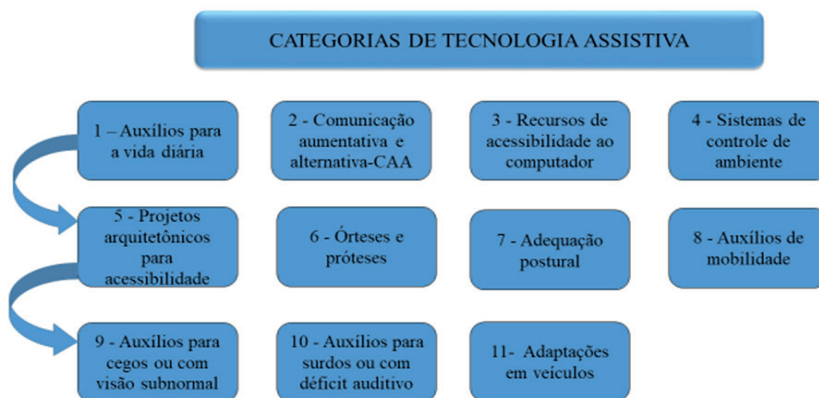 CATEGORIAS DE TECNOLOGIA ASSISTIVA
1 – Auxílios para
a vida diária
2 - Comunicação
aumentativa e
alternativa-CAA
3 - Recursos de
acessibilidade ao
computador
4 - Sistemas de
controle de
ambiente
5 - Projetos
arquitetônicos
para
acessibilidade
6 - Órteses e
próteses
7 - Adequação
postural
8 - Auxílios de
mobilidade
9 - Auxílios para
cegos ou com
visão subnormal
10 - Auxílios para
surdos ou com
déficit auditivo
11- Adaptações
em veículos